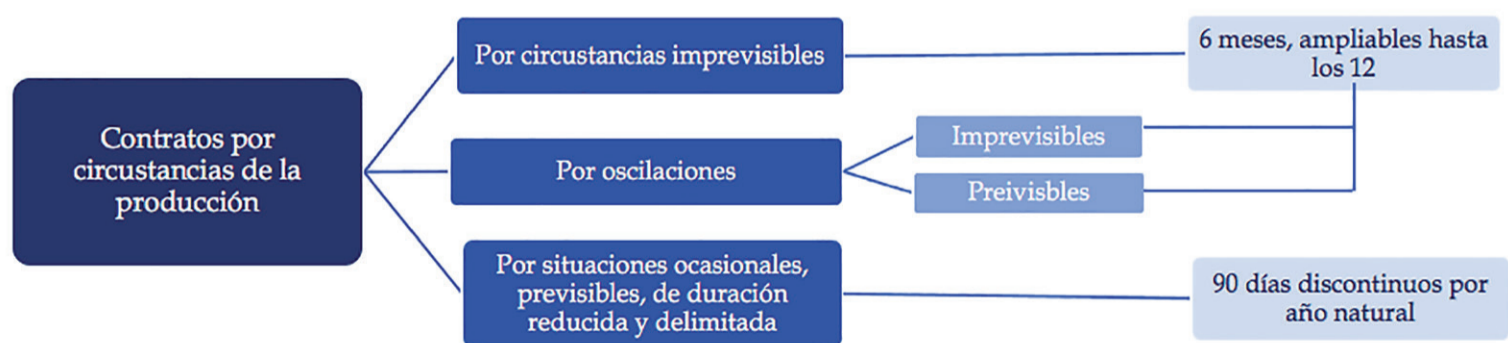 Contratos por
circustancias de la
producción
Por circustancias imprevisibles
6 meses, ampliables hasta
los 12
Por oscilaciones
Imprevisibles
Preivisbles
Por situaciones ocasionales,
previsibles, de duración
reducida y delimitada
90 días discontinuos por
año natural